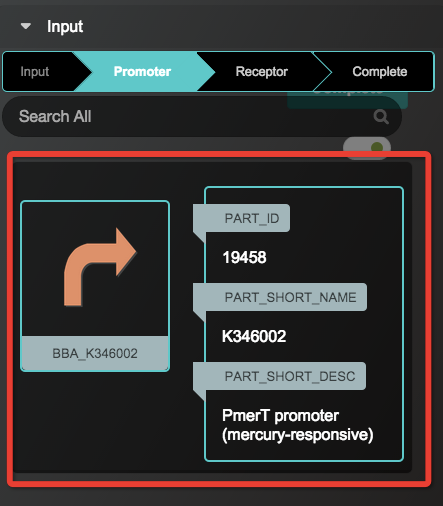 Input
Input Promoter Receptor Complete
Search All
PART_ID
19458
PART_SHORT_NAME
K346002
BBA_K346002
PART_SHORT_DESC
PmerT promoter
(mercury-responsive)